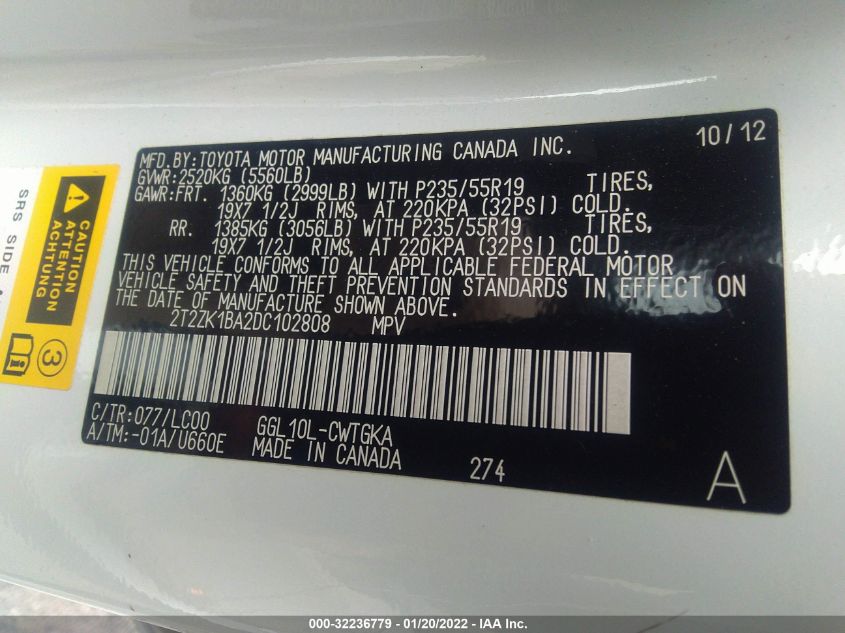 MFD.BY:TOYOTA MOTOR MANUFACTURING CANADA INC. 10/12
GVWR:2520KG (5560LB)
GAWR:FRT. 1360KG (2999LB) WITH P235/55R19 TIRES,
19X7 1/2J RIMS, AT 220KPA (32PSI) COLD.
RR. 1385KG (3056LB) WITH P235/55R19 TIRES,
19X7 1/2J RIMS, AT 220KPA (32PSI) COLD.
THIS VEHICLE CONFORMS TO ALL APPLICABLE FEDERAL MOTOR
VEHICLE SAFETY AND THEFT PREVENTION STANDARDS IN EFFECT ON
THE DATE OF MANUFACTURE SHOWN ABOVE.
2T2ZK1BA2DC102808 MPV
C/TR:077/LC00 GGL10L-CWTGKA
A/TM:-01A/U660E MADE IN CANADA 274 A
CAUTION
ATTENTION
ACHTUNG
SRS SIDE
3
i
000-32236779 — 01/20/2022 — IAA Inc.